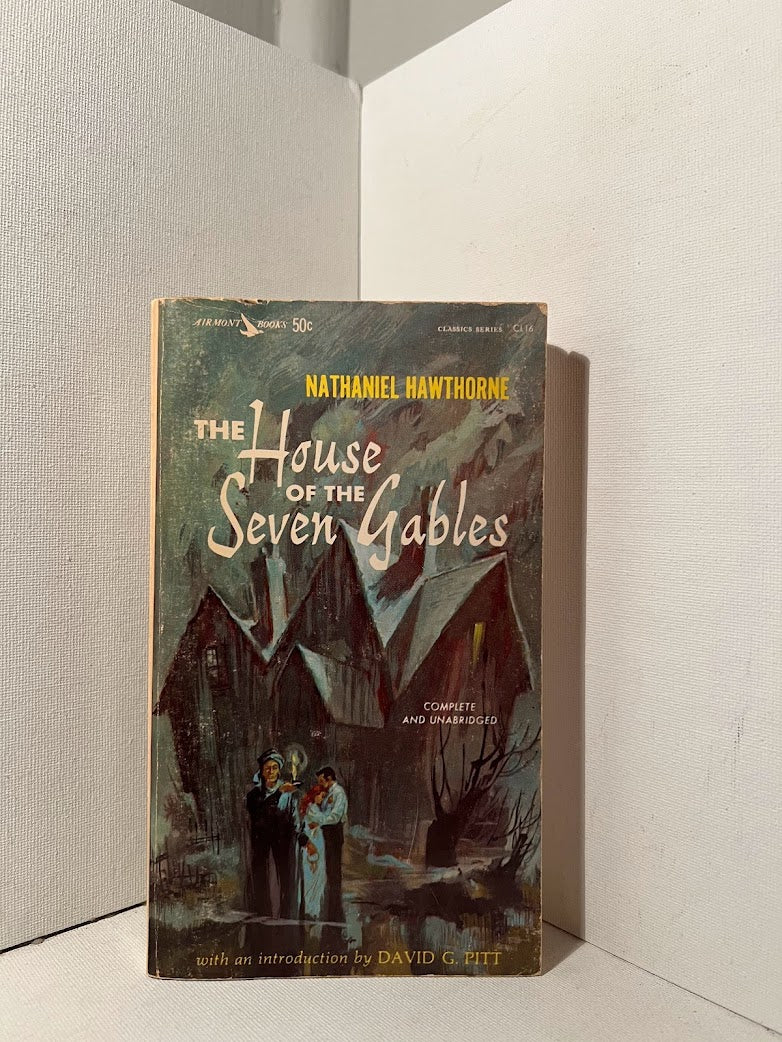 AIRMONT BOOKS 50c
CLASSICS SERIES CL16
NATHANIEL HAWTHORNE
THE House
OF THE
Seven Gables
COMPLETE
AND UNABRIDGED
with an introduction by DAVID G. PITT